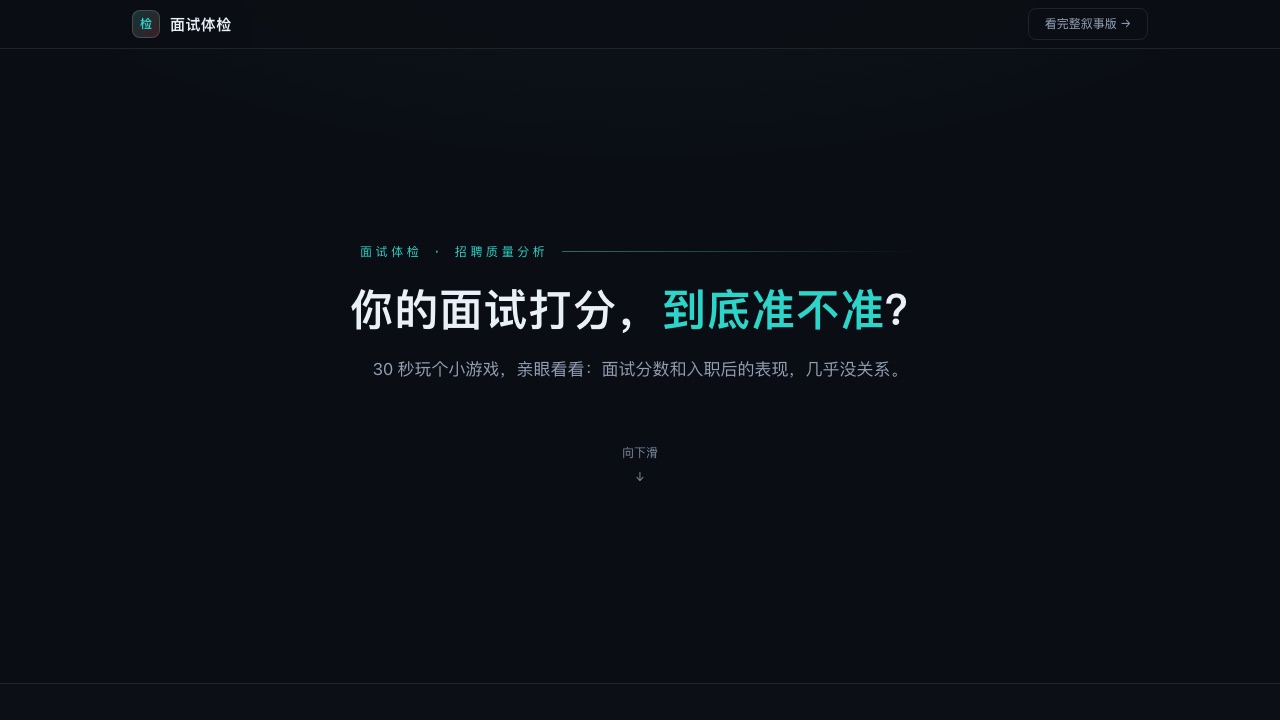 检 面试体检
看完整叙事版 →
面试体检 · 招聘质量分析
你的面试打分，到底准不准?
30 秒玩个小游戏，亲眼看看：面试分数和入职后的表现，几乎没关系。
向下滑
↓